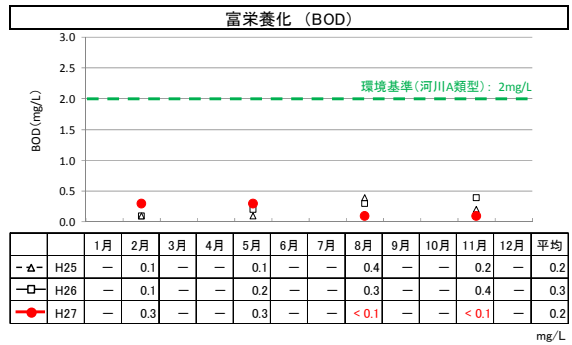 富栄養化 （BOD）
3.0
2.5
2.0
1.5
1.0
0.5
0.0
BOD(mg/L)
環境基準(河川A類型)： 2mg/L
1月 2月 3月 4月 5月 6月 7月 8月 9月 10月 11月 12月 平均
H25 － 0.1 － － 0.1 － － 0.4 － － 0.2 － 0.2
H26 － 0.1 － － 0.2 － － 0.3 － － 0.4 － 0.3
H27 － 0.3 － － 0.3 － － < 0.1 － － < 0.1 － 0.2
mg/L